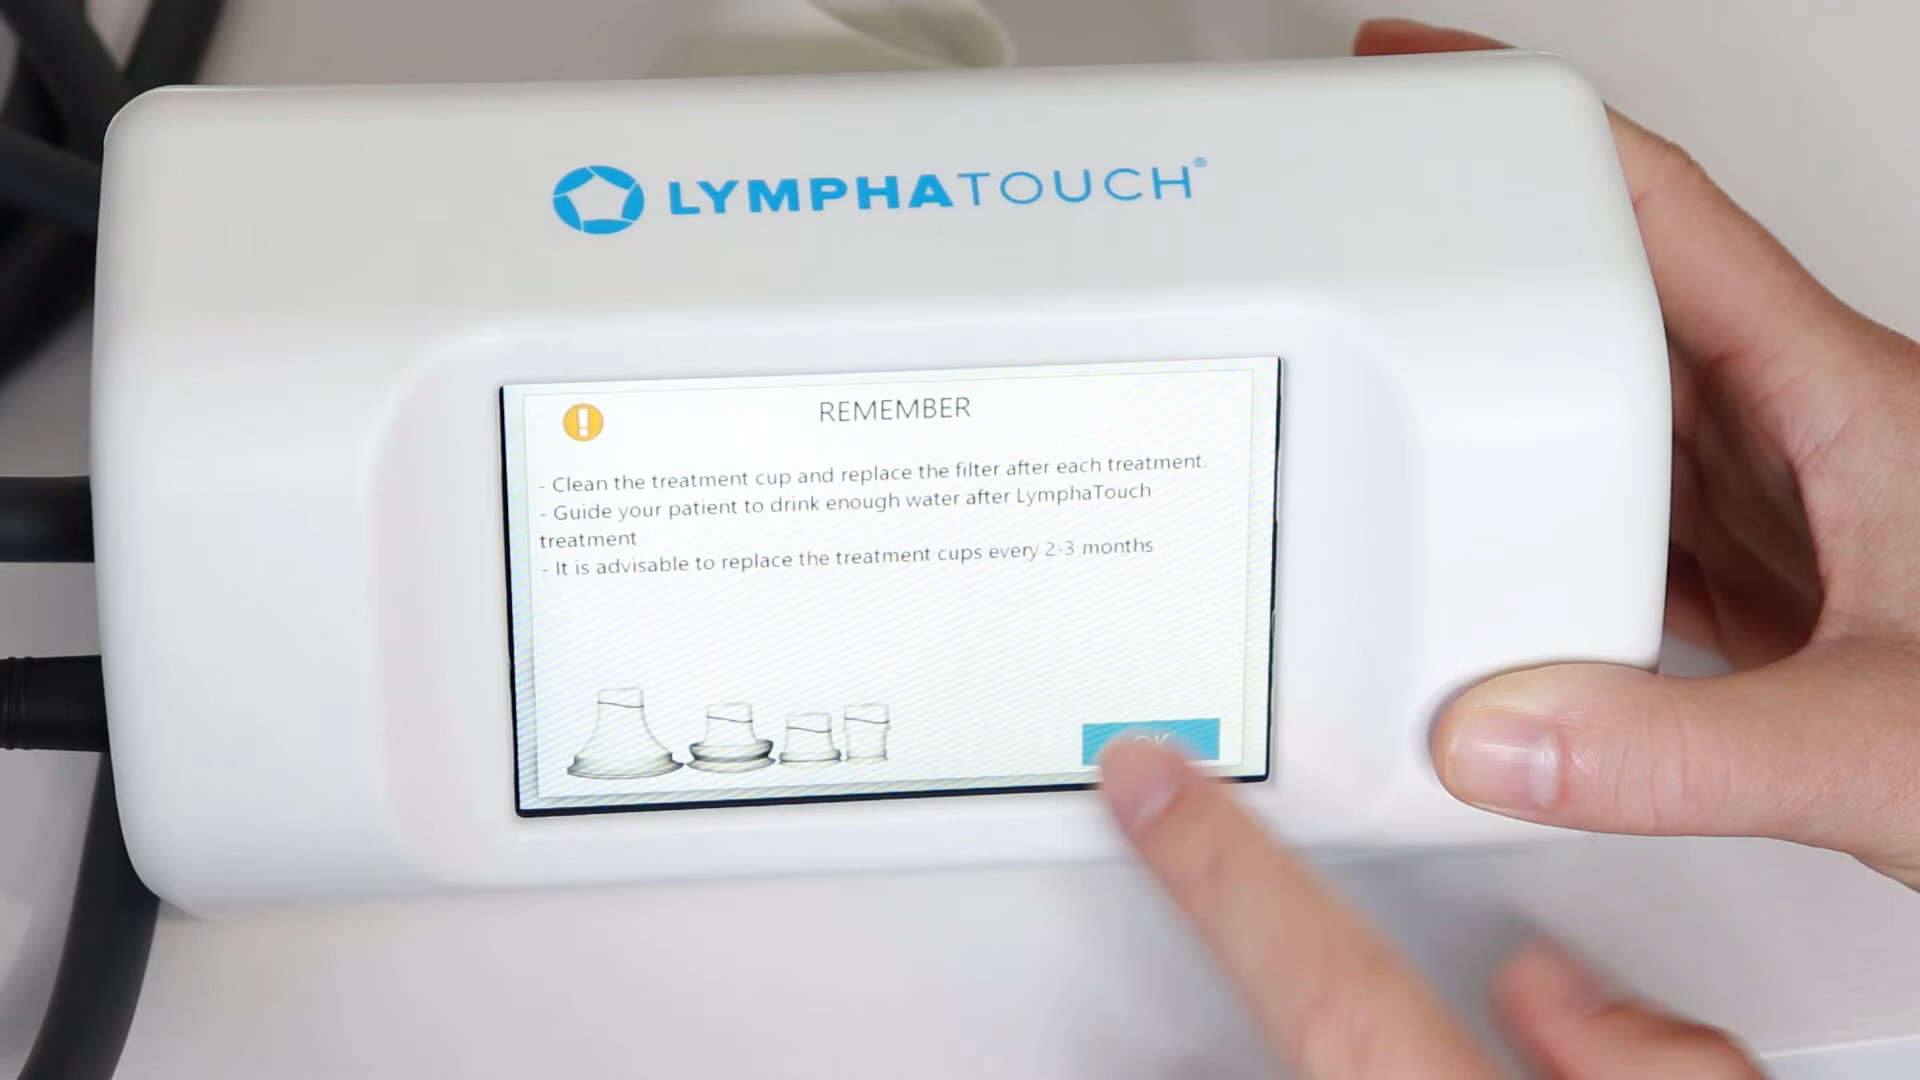 LYMPHATOUCH®
REMEMBER
- Clean the treatment cup and replace the filter after each treatment.
- Guide your patient to drink enough water after LymphaTouch
treatment
- It is advisable to replace the treatment cups every 2-3 months
OK